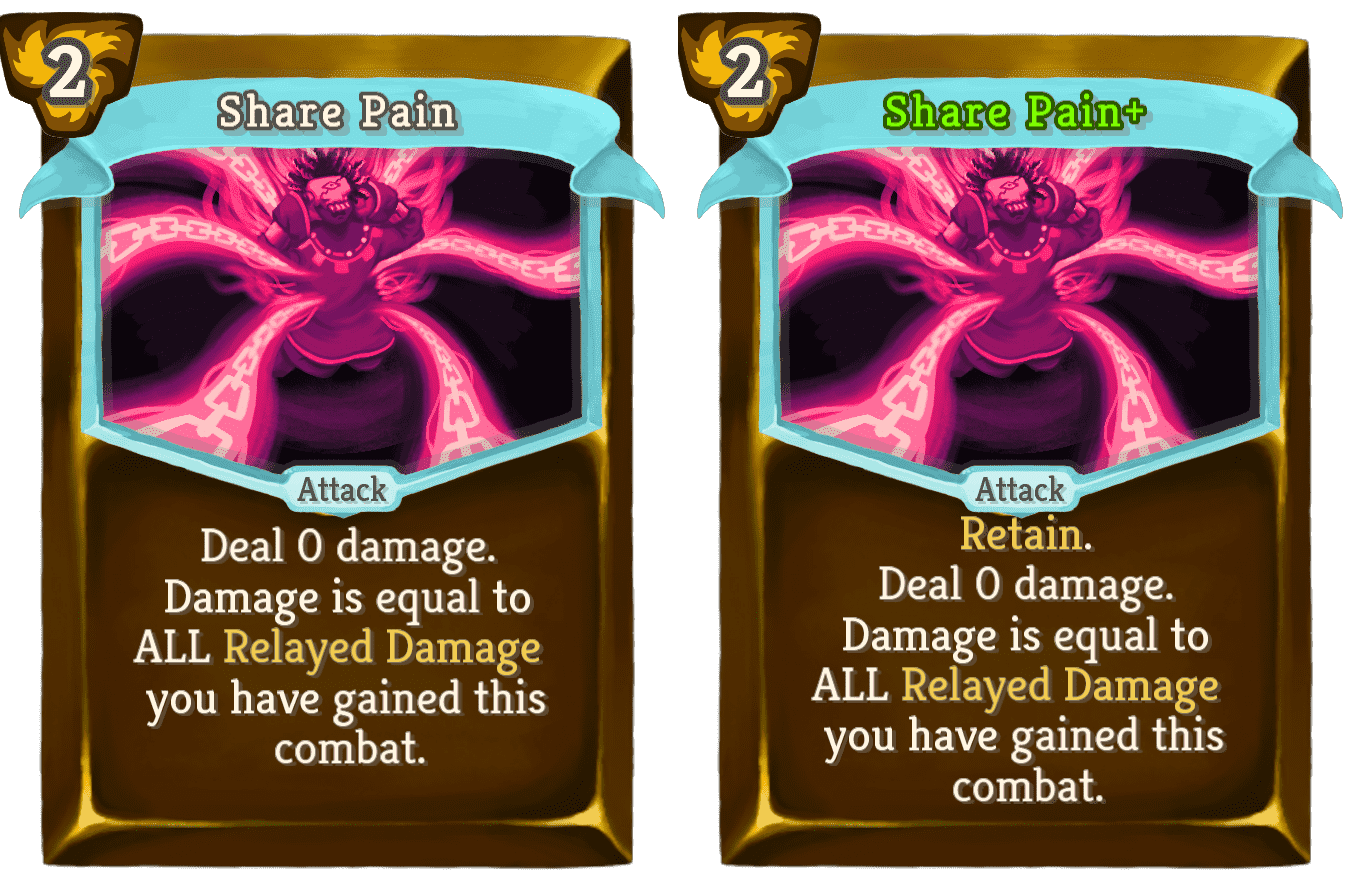 2
Share Pain
Attack
Deal 0 damage.
Damage is equal to
ALL Relayed Damage
you have gained this
combat.
2
Share Pain+
Attack
Retain.
Deal 0 damage.
Damage is equal to
ALL Relayed Damage
you have gained this
combat.